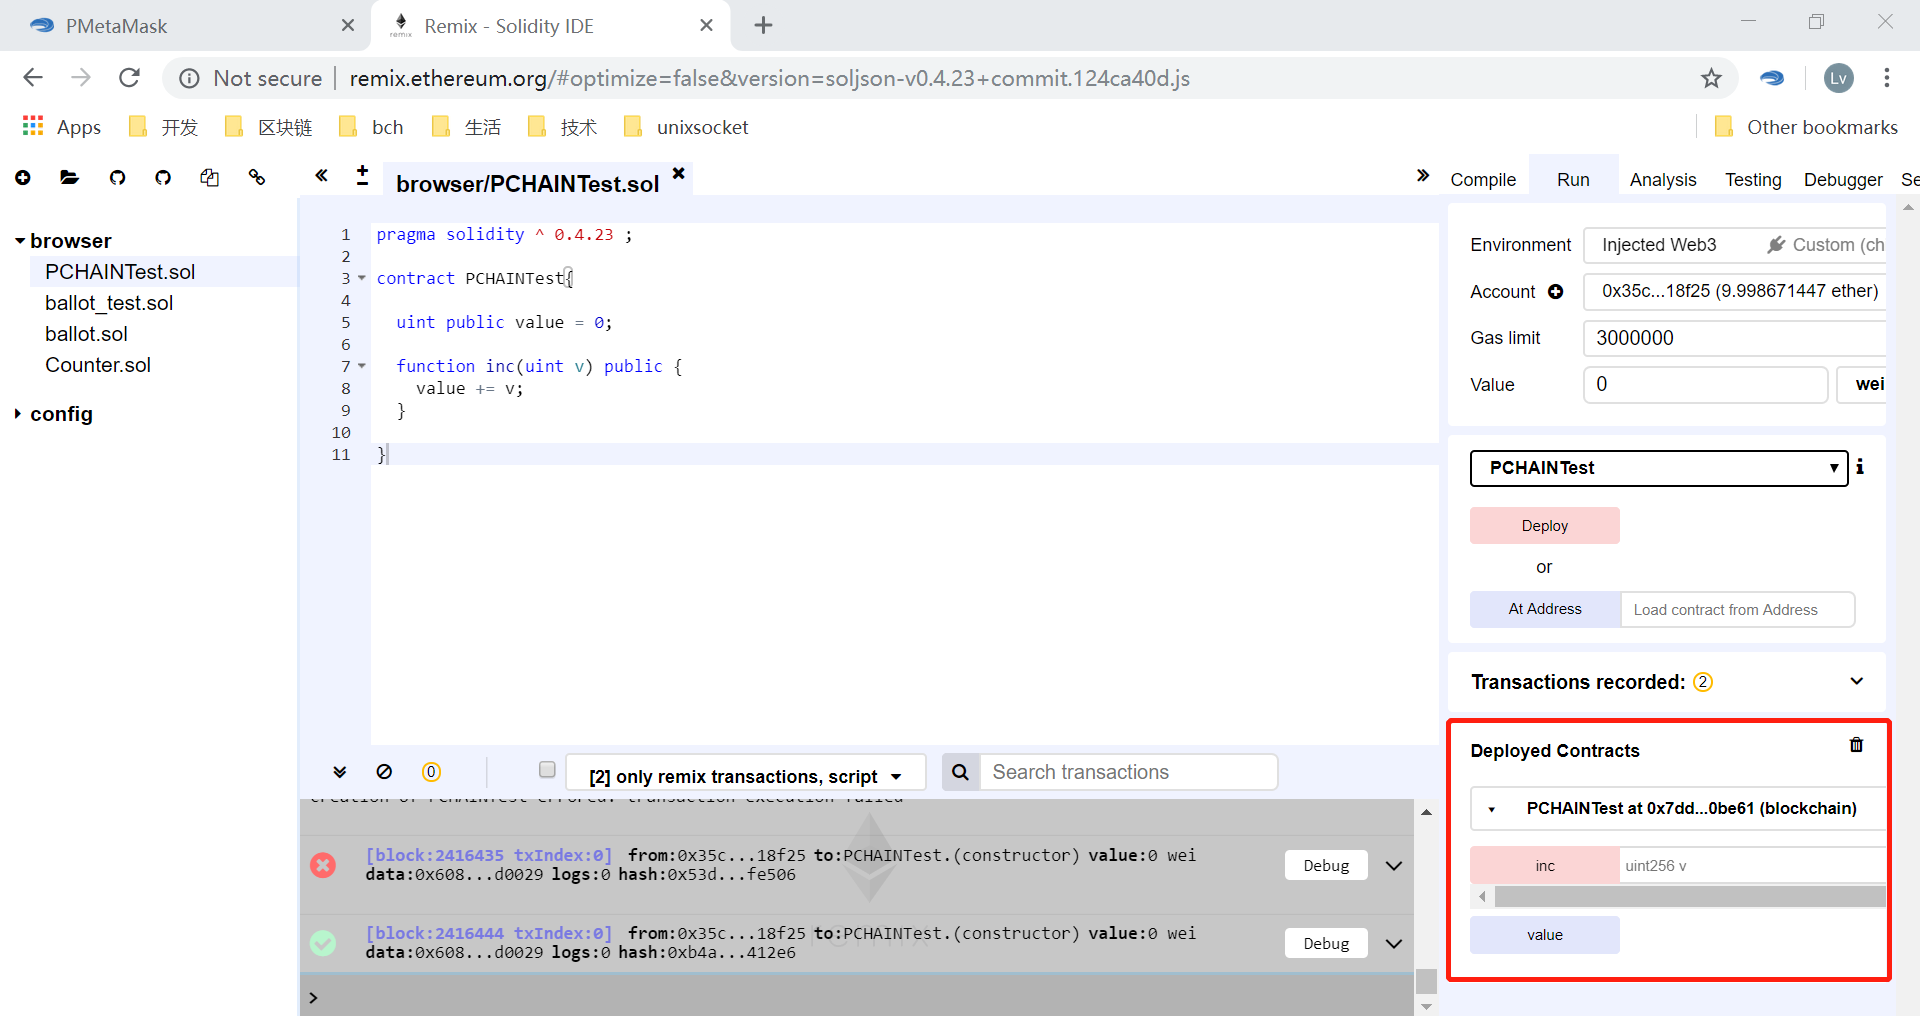 PMetaMask
Remix - Solidity IDE
Not secure
remix.ethereum.org/#optimize=false&version=soljson-v0.4.23+commit.124ca40d.js
Lv
Apps
开发
区块链
bch
生活
技术
unixsocket
Other bookmarks
browser/PCHAINTest.sol
Compile
Run
Analysis
Testing
Debugger
Se
browser
PCHAINTest.sol
ballot_test.sol
ballot.sol
Counter.sol
config
1 pragma solidity ^ 0.4.23 ;
2
3 contract PCHAINTest{
4
5 uint public value = 0;
6
7 function inc(uint v) public {
8 value += v;
9 }
10
11 }
Environment
Injected Web3
Custom (ch
Account
0x35c...18f25 (9.998671447 ether)
Gas limit
3000000
Value
0
wei
PCHAINTest
Deploy
or
At Address
Load contract from Address
Transactions recorded: 2
Deployed Contracts
PCHAINTest at 0x7dd...0be61 (blockchain)
inc
uint256 v
value
0
[2] only remix transactions, script
Search transactions
creation of PCHAINTest errored: transaction execution failed
[block:2416435 txIndex:0] from:0x35c...18f25 to:PCHAINTest.(constructor) value:0 wei
data:0x608...d0029 logs:0 hash:0x53d...fe506
Debug
[block:2416444 txIndex:0] from:0x35c...18f25 to:PCHAINTest.(constructor) value:0 wei
data:0x608...d0029 logs:0 hash:0xb4a...412e6
Debug
>